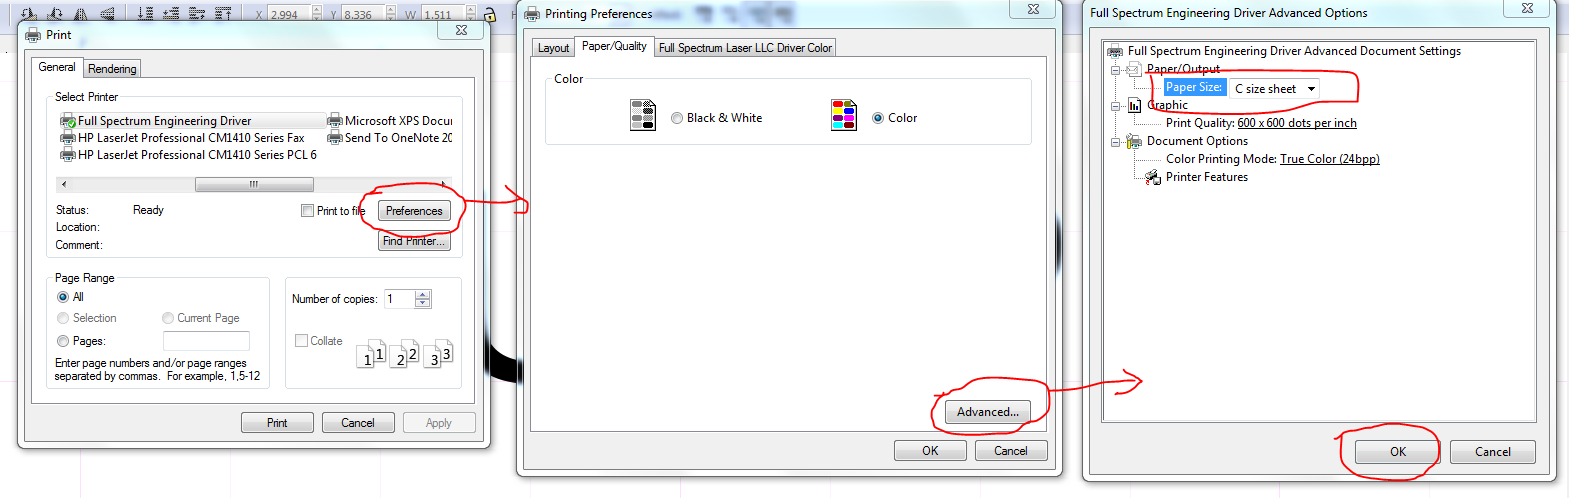 X 2.994 Y 8.336 W 1.511
Print
General Rendering
Select Printer
Full Spectrum Engineering Driver
HP LaserJet Professional CM1410 Series Fax
HP LaserJet Professional CM1410 Series PCL 6
Microsoft XPS Docu
Send To OneNote 20
Status: Ready
Location:
Comment:
Print to file
Preferences
Find Printer...
Page Range
All
Selection Current Page
Pages:
Enter page numbers and/or page ranges
separated by commas. For example, 1,5-12
Number of copies: 1
Collate
1 1 2 2 3 3
Print Cancel Apply
Printing Preferences
Layout Paper/Quality Full Spectrum Laser LLC Driver Color
Color
Black & White Color
Advanced...
OK Cancel
Full Spectrum Engineering Driver Advanced Options
Full Spectrum Engineering Driver Advanced Document Settings
Paper/Output
Paper Size: C size sheet
Graphic
Print Quality: 600 x 600 dots per inch
Document Options
Color Printing Mode: True Color (24bpp)
Printer Features
OK Cancel